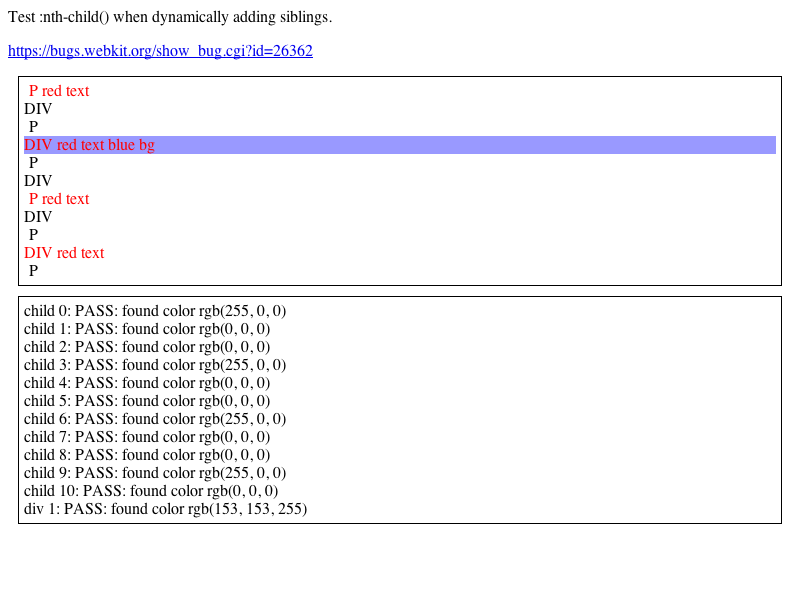 Test :nth-child() when dynamically adding siblings.
https://bugs.webkit.org/show_bug.cgi?id=26362
P red text
DIV
P
DIV red text blue bg
P
DIV
P red text
DIV
P
DIV red text
P
child 0: PASS: found color rgb(255, 0, 0)
child 1: PASS: found color rgb(0, 0, 0)
child 2: PASS: found color rgb(0, 0, 0)
child 3: PASS: found color rgb(255, 0, 0)
child 4: PASS: found color rgb(0, 0, 0)
child 5: PASS: found color rgb(0, 0, 0)
child 6: PASS: found color rgb(255, 0, 0)
child 7: PASS: found color rgb(0, 0, 0)
child 8: PASS: found color rgb(0, 0, 0)
child 9: PASS: found color rgb(255, 0, 0)
child 10: PASS: found color rgb(0, 0, 0)
div 1: PASS: found color rgb(153, 153, 255)